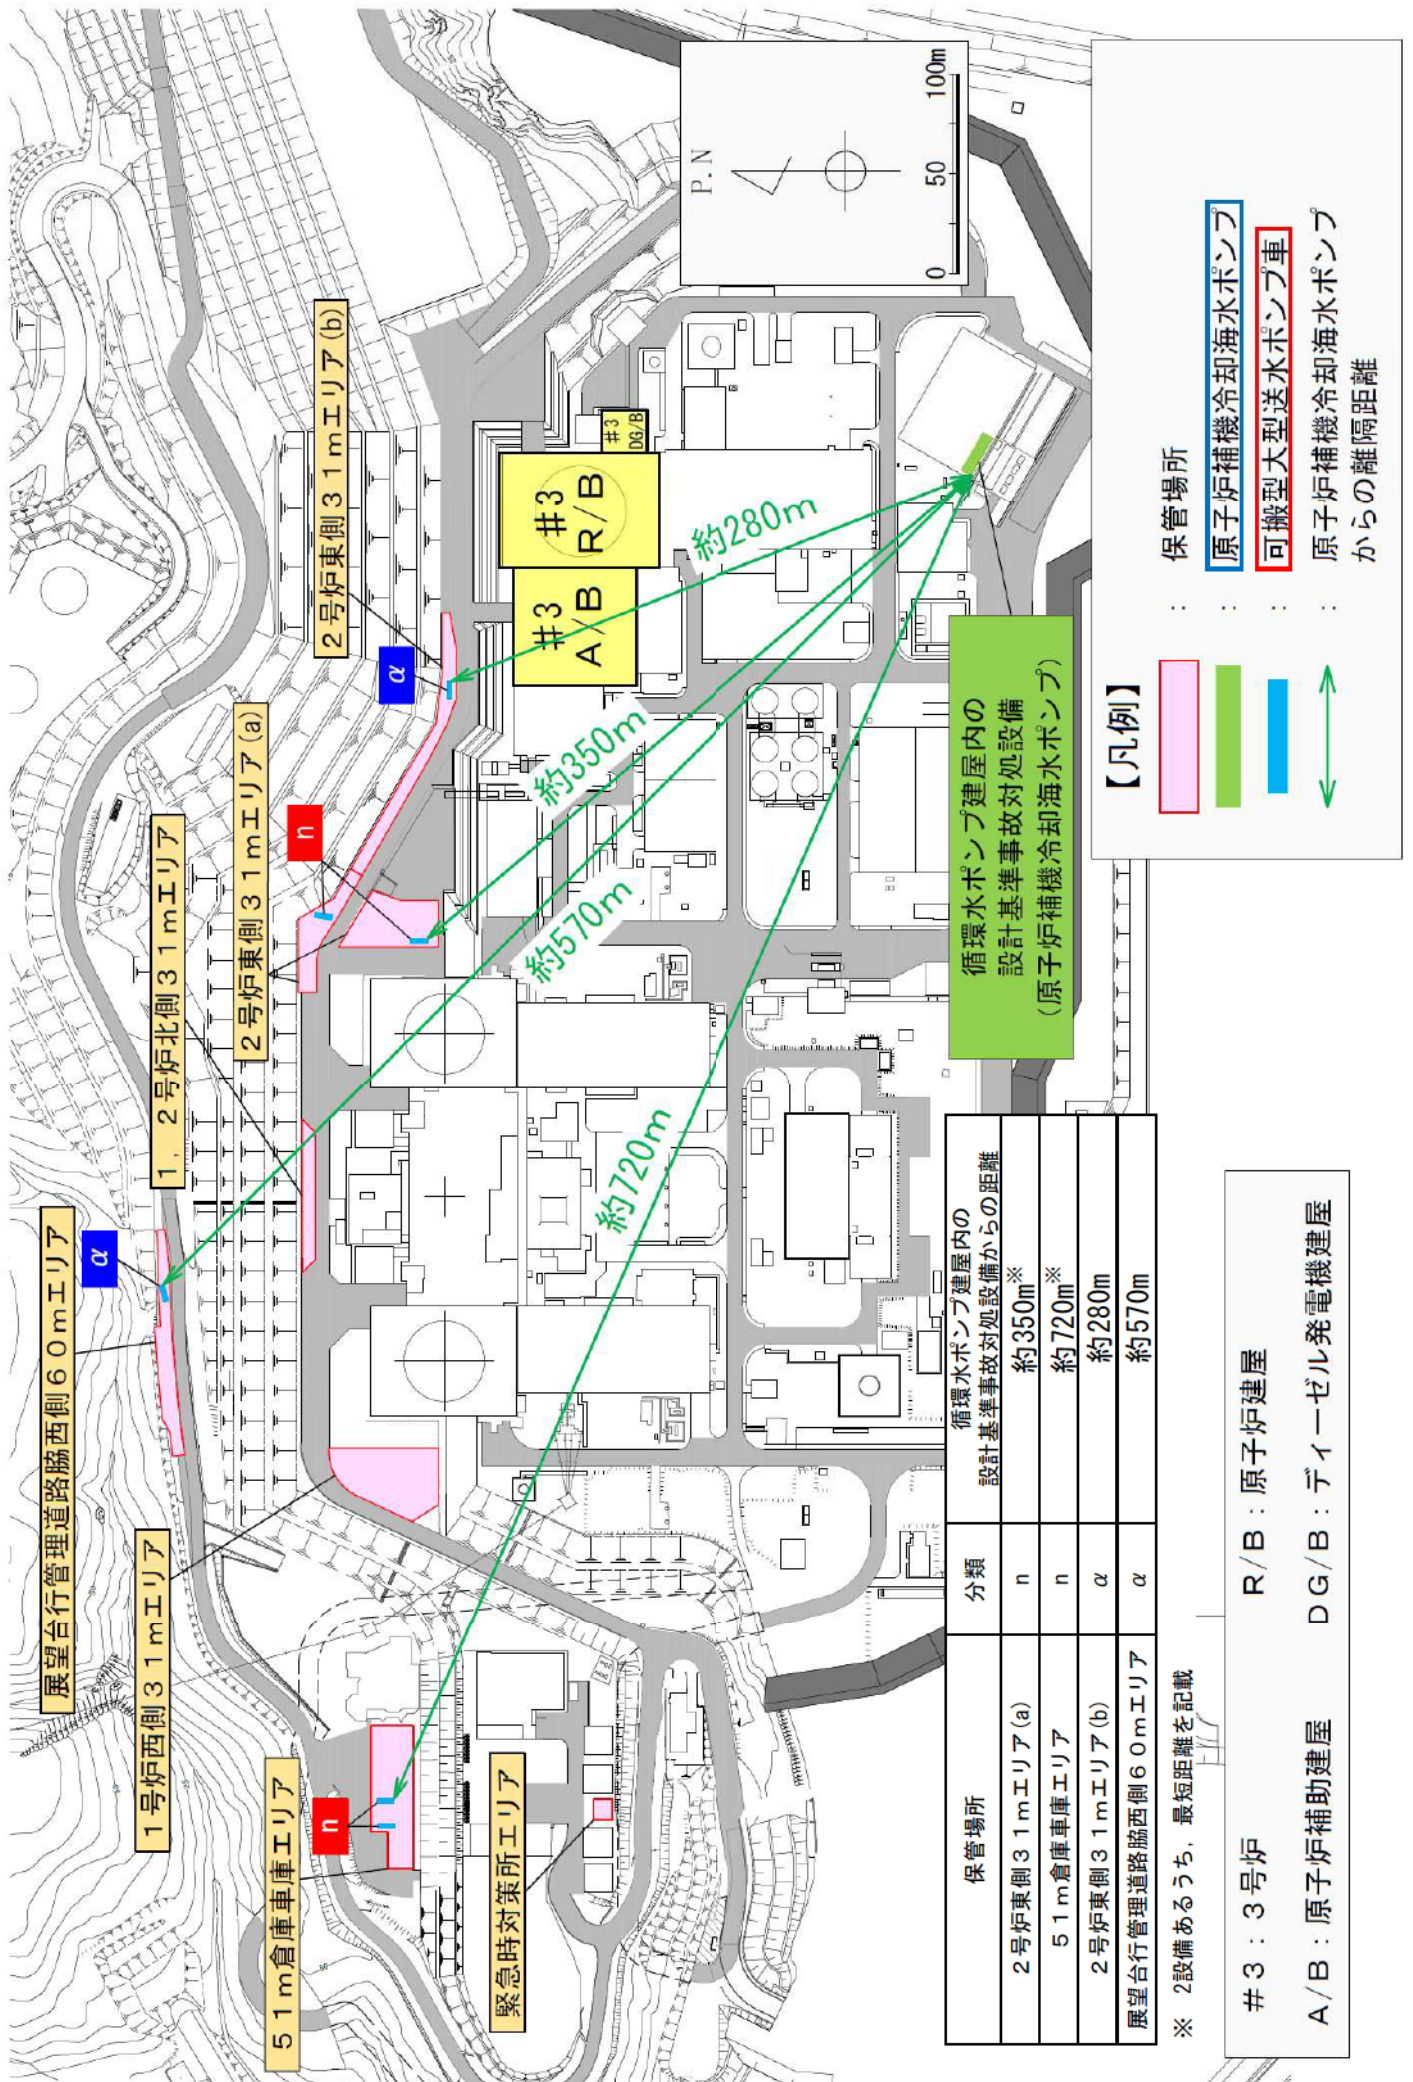 展望台行管理道路脇西側60mエリア
α
1,2号炉北側31mエリア
2号炉東側31mエリア(a)
2号炉東側31mエリア(b)
1号炉西側31mエリア
51m倉庫車庫エリア
緊急時対策所エリア
n
n
α
#3
R/B
#3
A/B
#3
DG/B
約280m
約350m
約570m
約720m
P.N
0 50 100m
循環水ポンプ建屋内の
設計基準事故対処設備
(原子炉補機冷却海水ポンプ)
【凡例】
: 保管場所
: 原子炉補機冷却海水ポンプ
: 可搬型大型送水ポンプ車
: 原子炉補機冷却海水ポンプ
からの離隔距離
保管場所 分類 循環水ポンプ建屋内の
設計基準事故対処設備からの距離
2号炉東側31mエリア(a) n 約350m※
51m倉庫車庫エリア n 約720m※
2号炉東側31mエリア(b) α 約280m
展望台行管理道路脇西側60mエリア α 約570m
※ 2設備あるうち,最短距離を記載
#3:3号炉 R/B:原子炉建屋
A/B:原子炉補助建屋 DG/B:ディーゼル発電機建屋